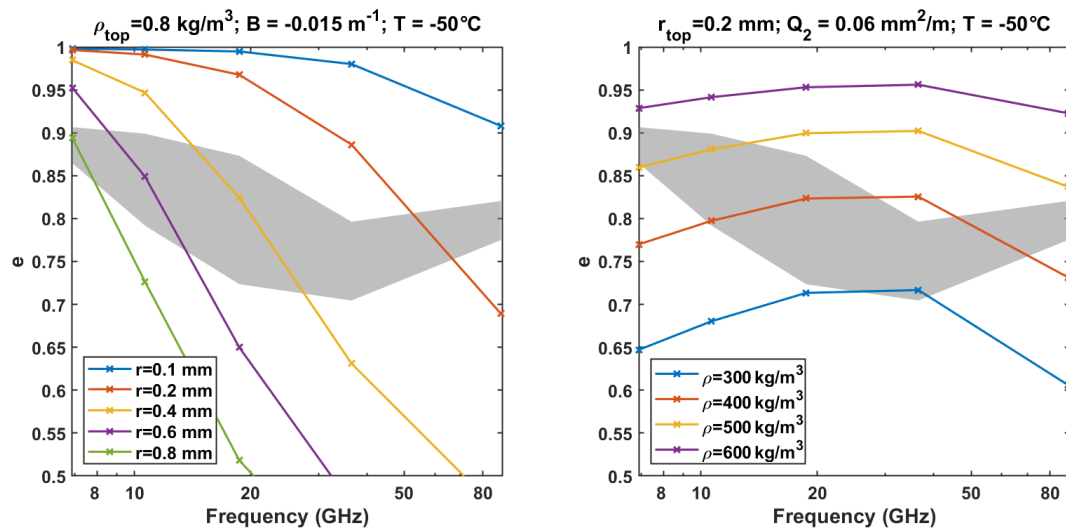 ρtop=0.8 kg/m³; B = -0.015 m⁻¹; T = -50°C
1
0.95
0.9
0.85
0.8
0.75
0.7
0.65
0.6
0.55
0.5
e
r=0.1 mm
r=0.2 mm
r=0.4 mm
r=0.6 mm
r=0.8 mm
8
20
50
80
Frequency (GHz)
rtop=0.2 mm; Q₂ = 0.06 mm²/m; T = -50°C
1
0.95
0.9
0.85
0.8
0.75
0.7
0.65
0.6
0.55
0.5
e
ρ=300 kg/m³
ρ=400 kg/m³
ρ=500 kg/m³
ρ=600 kg/m³
8
10
20
50
80
Frequency (GHz)